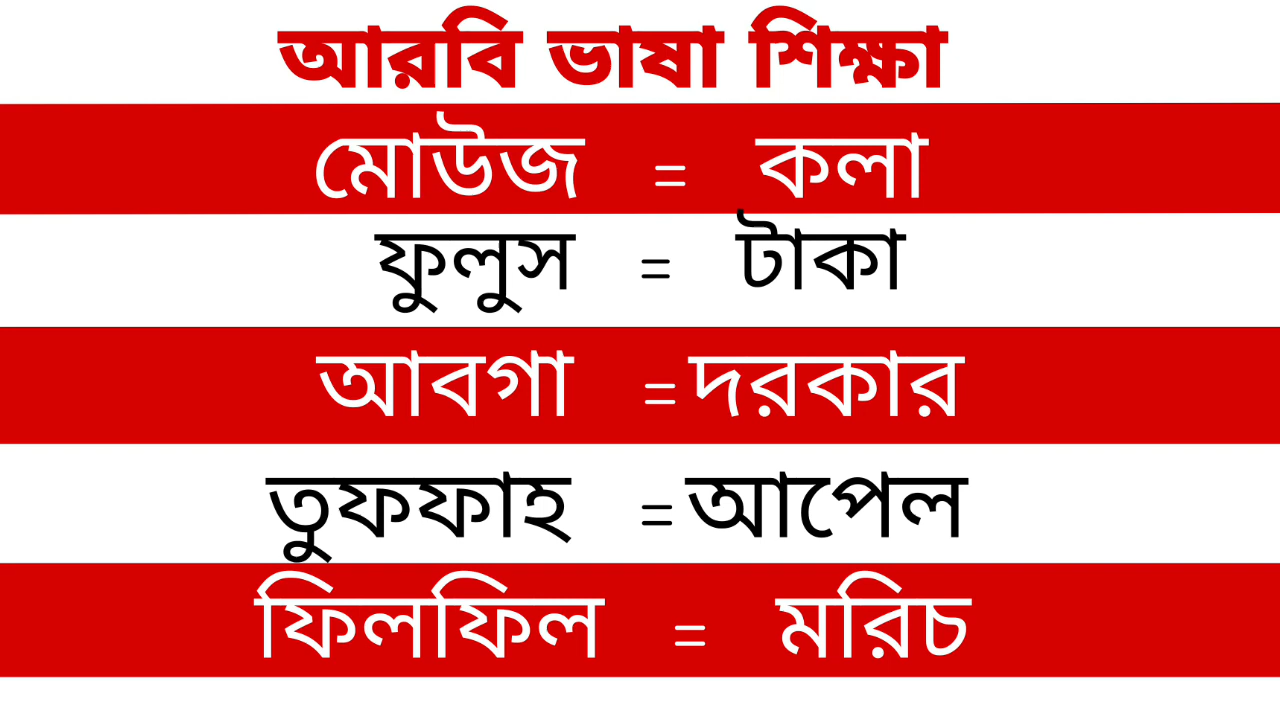 আরবি ভাষা শিক্ষা
মোউজ = কলা
ফুলুস = টাকা
আবগা = দরকার
তুফফাহ = আপেল
ফিলফিল = মরিচ